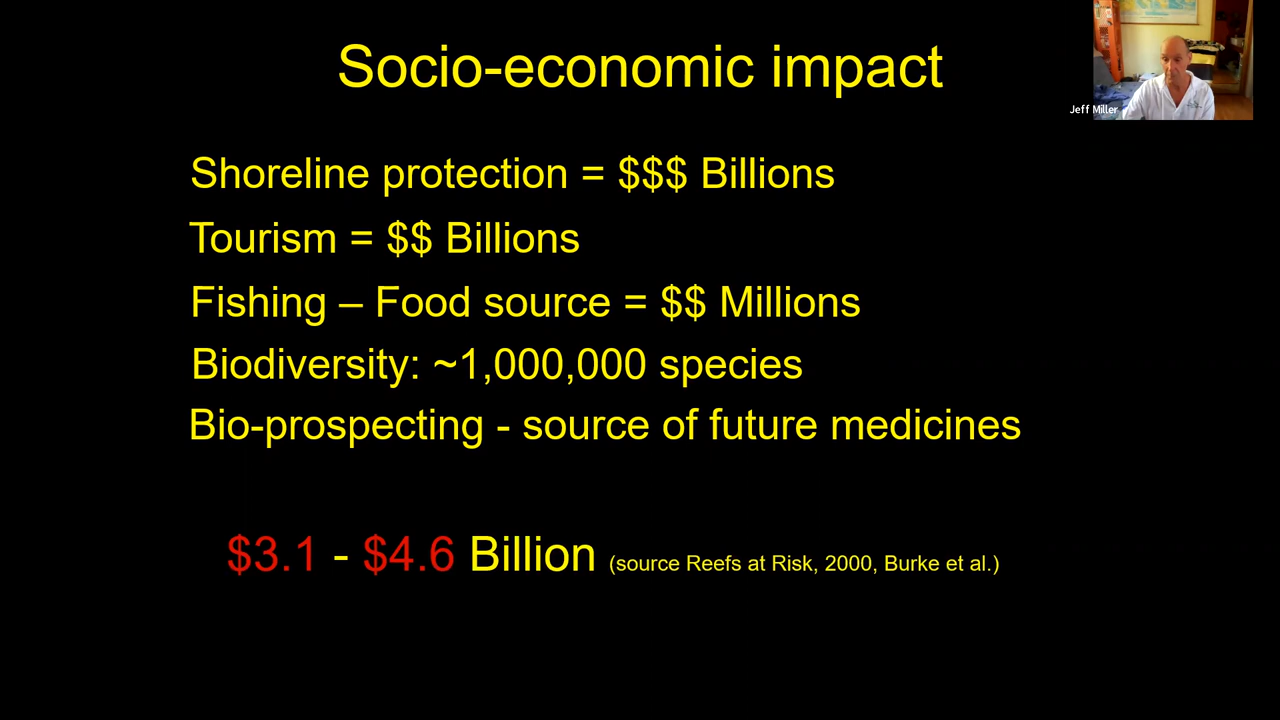 Socio-economic impact
Jeff Miller
Shoreline protection = $$$ Billions
Tourism = $$ Billions
Fishing – Food source = $$ Millions
Biodiversity: ~1,000,000 species
Bio-prospecting - source of future medicines
$3.1 - $4.6 Billion (source Reefs at Risk, 2000, Burke et al.)